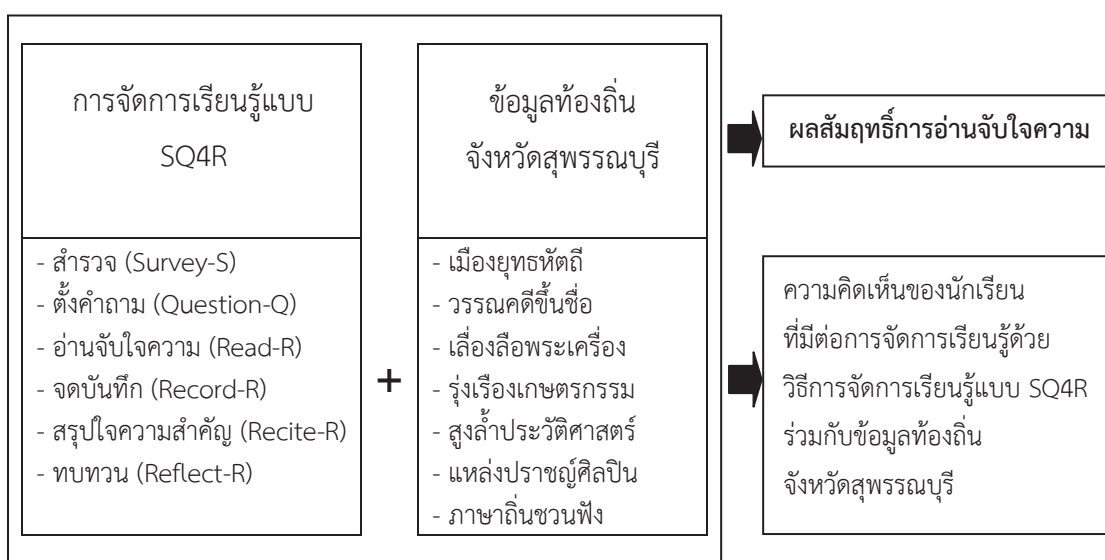 การจัดการเรียนรู้แบบ
SQ4R
- สำรวจ (Survey-S)
- ตั้งคำถาม (Question-Q)
- อ่านจับใจความ (Read-R)
- จดบันทึก (Record-R)
- สรุปใจความสำคัญ (Recite-R)
- ทบทวน (Reflect-R)
+
ข้อมูลท้องถิ่น
จังหวัดสุพรรณบุรี
- เมืองยุทธหัตถี
- วรรณคดีขึ้นชื่อ
- เลื่องลือพระเครื่อง
- รุ่งเรืองเกษตรกรรม
- สูงล้ำประวัติศาสตร์
- แหล่งปราชญ์ศิลปิน
- ภาษาถิ่นชวนฟัง
ผลสัมฤทธิ์การอ่านจับใจความ
ความคิดเห็นของนักเรียน
ที่มีต่อการจัดการเรียนรู้ด้วย
วิธีการจัดการเรียนรู้แบบ SQ4R
ร่วมกับข้อมูลท้องถิ่น
จังหวัดสุพรรณบุรี